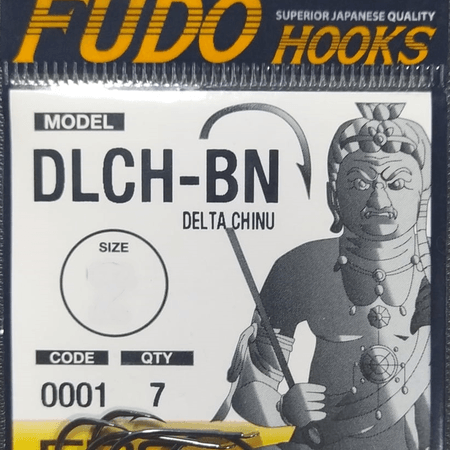 FUDO
SUPERIOR JAPANESE QUALITY
HOOKS
MODEL
DLCH-BN
DELTA CHINU
SIZE
CODE QTY
0001 7